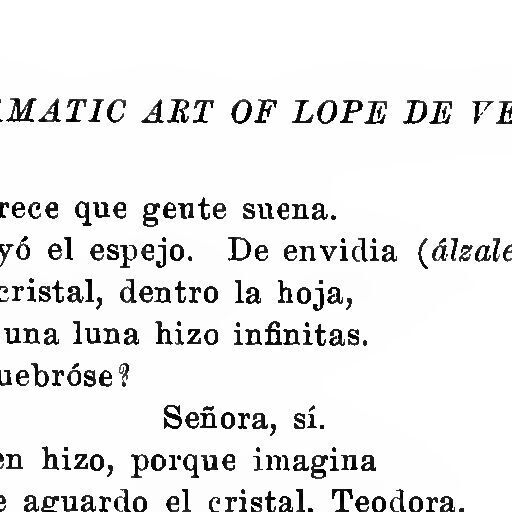 MATIC ART OF LOPE DE VE
rece que gente suena.
yó el espejo. De envidia (álzale
cristal, dentro la hoja,
una luna hizo infinitas.
uebróse?
Señora, sí.
en hizo, porque imagina
e aguardo el cristal, Teodora.